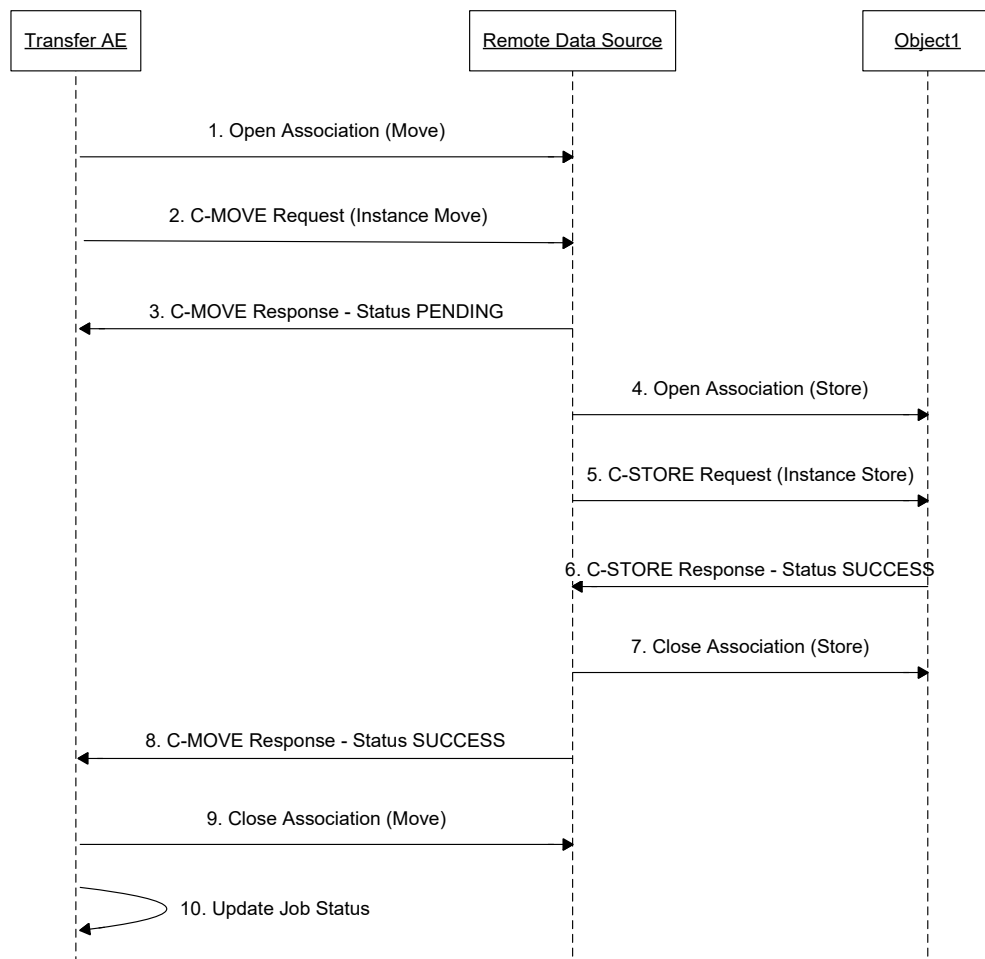 Transfer AE
Remote Data Source
Object1
1. Open Association (Move)
2. C-MOVE Request (Instance Move)
3. C-MOVE Response - Status PENDING
4. Open Association (Store)
5. C-STORE Request (Instance Store)
6. C-STORE Response - Status SUCCESS
7. Close Association (Store)
8. C-MOVE Response - Status SUCCESS
9. Close Association (Move)
10. Update Job Status